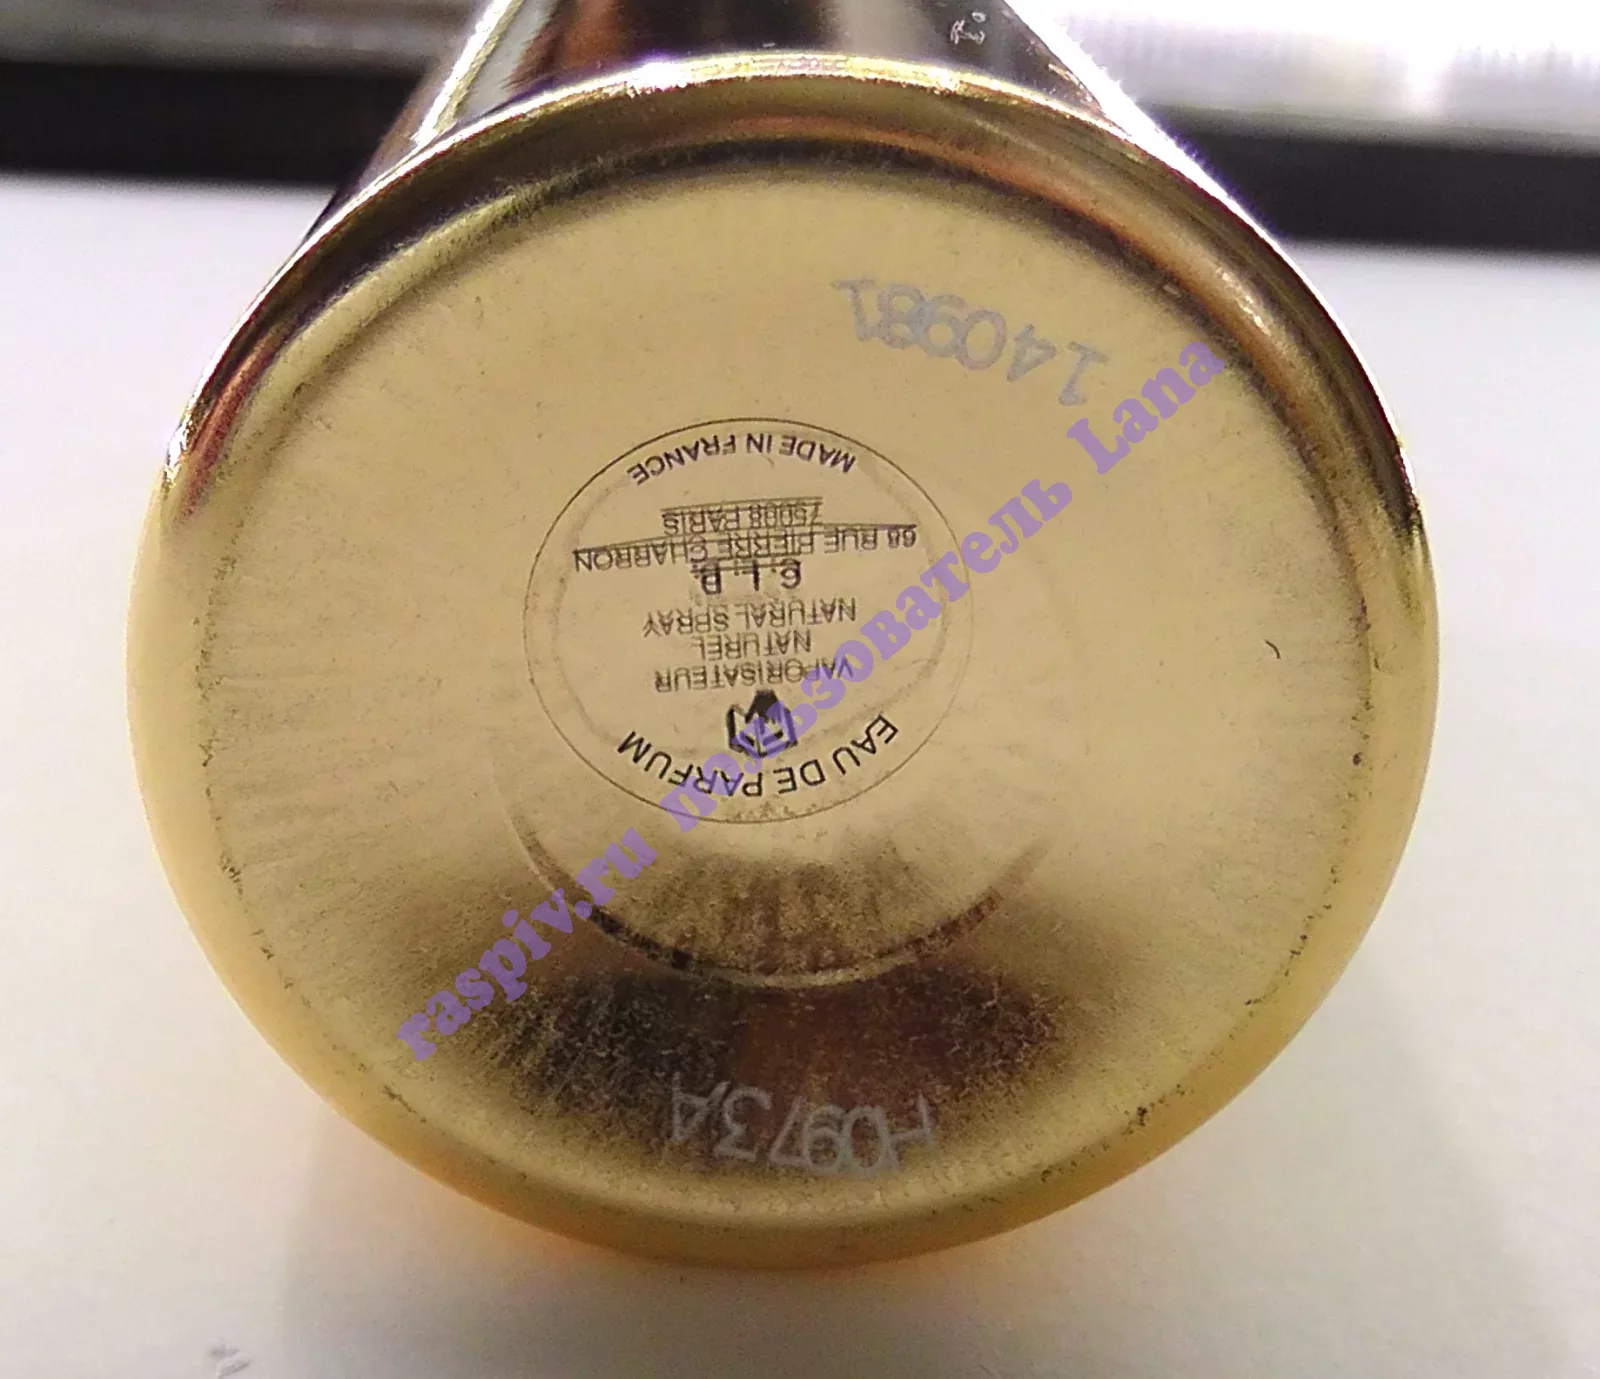 140981
MADE IN FRANCE
75008 PARIS
66 RUE PIERRE CHARRON
G.L.B.
NATURAL SPRAY
NATUREL
VAPORISATEUR
EAU DE PARFUM
raspiv.ru пользователь Lana